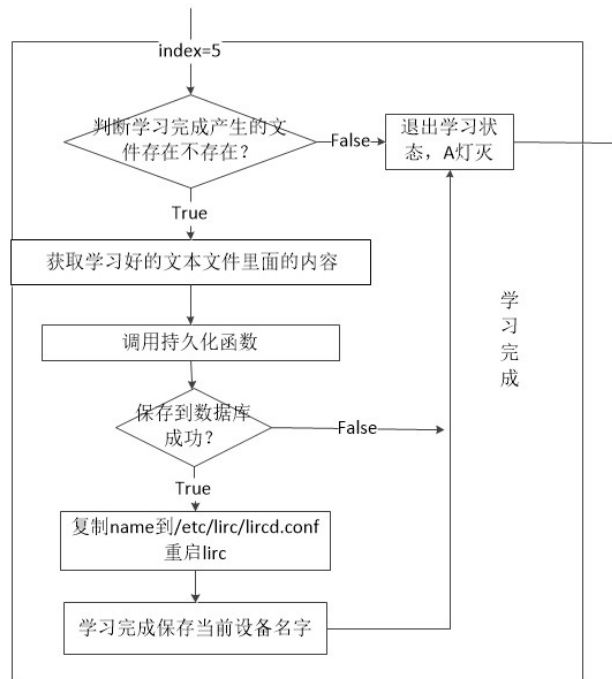 index=5
判断学习完成产生的文
件存在不存在？
False
退出学习状
态，A灯灭
True
获取学习好的文本文件里面的内容
调用持久化函数
学
习
完
成
保存到数据库
成功？
False
True
复制name到/etc/lirc/lircd.conf
重启lirc
学习完成保存当前设备名字